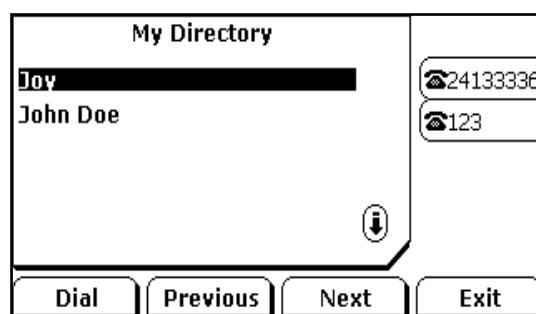 My Directory
Joy
John Doe
☎24133336
☎123
Dial
Previous
Next
Exit